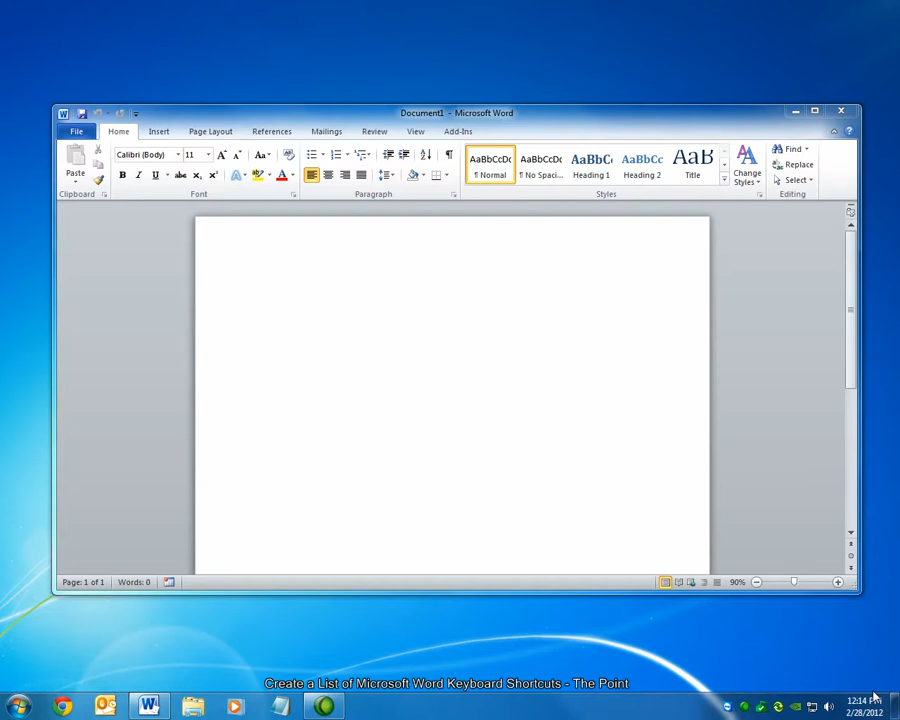 Document1 - Microsoft Word
File Home Insert Page Layout References Mailings Review View Add-Ins
Calibri (Body) 11
Paste
AaBbCcDc AaBbCcDc AaBbC AaBbCc AaB
¶ Normal ¶ No Spaci... Heading 1 Heading 2 Title
Change Styles
Find
Replace
Select
Clipboard Font Paragraph Styles Editing
Page: 1 of 1 Words: 0 90%
Create a List of Microsoft Word Keyboard Shortcuts - The Point
12:14 PM
2/28/2012